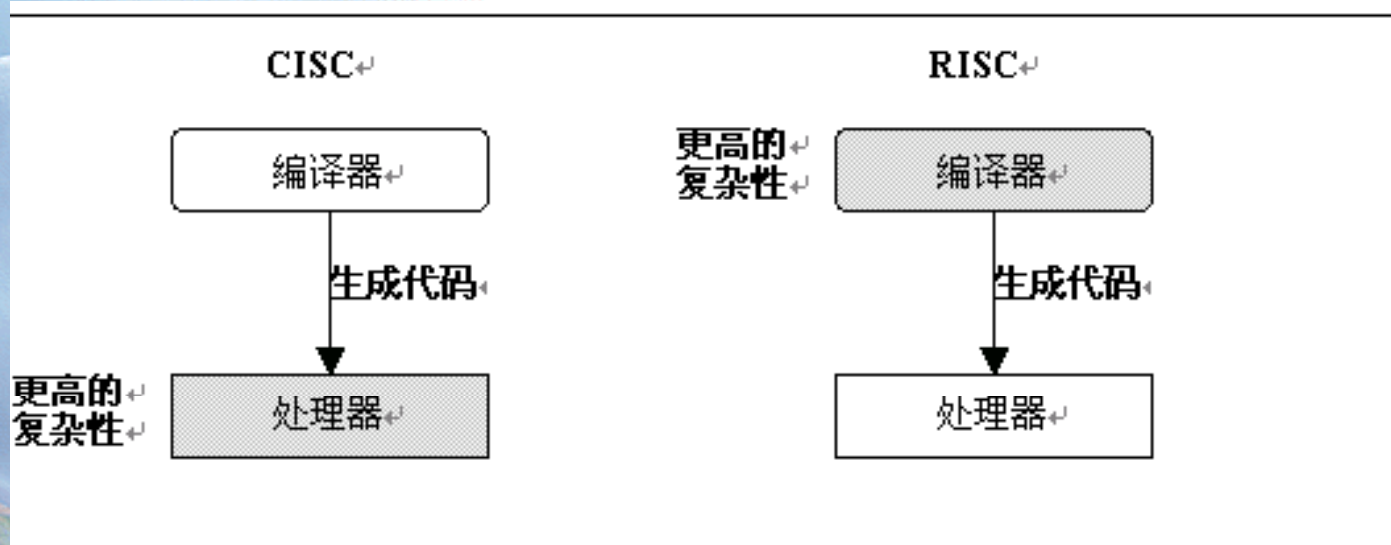 CISC
RISC
编译器
更高的
复杂性
编译器
生成代码
生成代码
更高的
复杂性
处理器
处理器